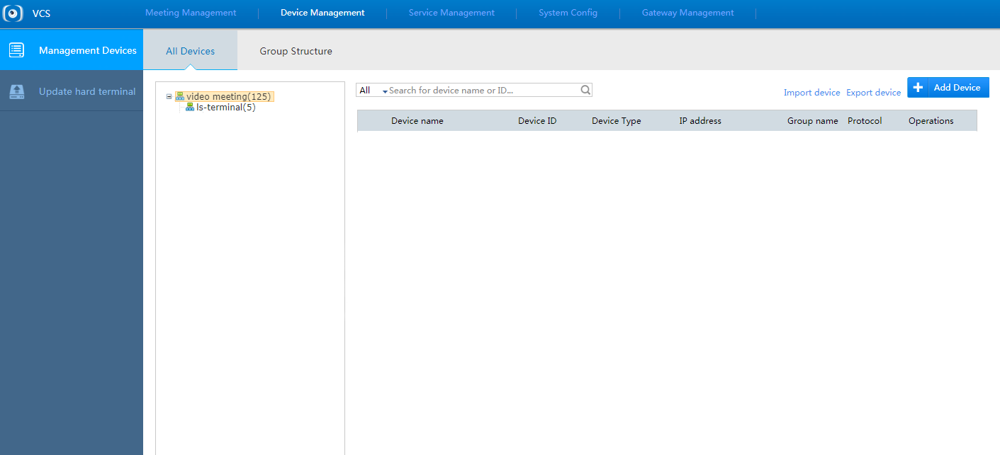 VCS Meeting Management Device Management Service Management System Config Gateway Management
Management Devices All Devices Group Structure
Update hard terminal
video meeting(125)
ls-terminal(5)
All Search for device name or ID... Import device Export device Add Device
Device name Device ID Device Type IP address Group name Protocol Operations